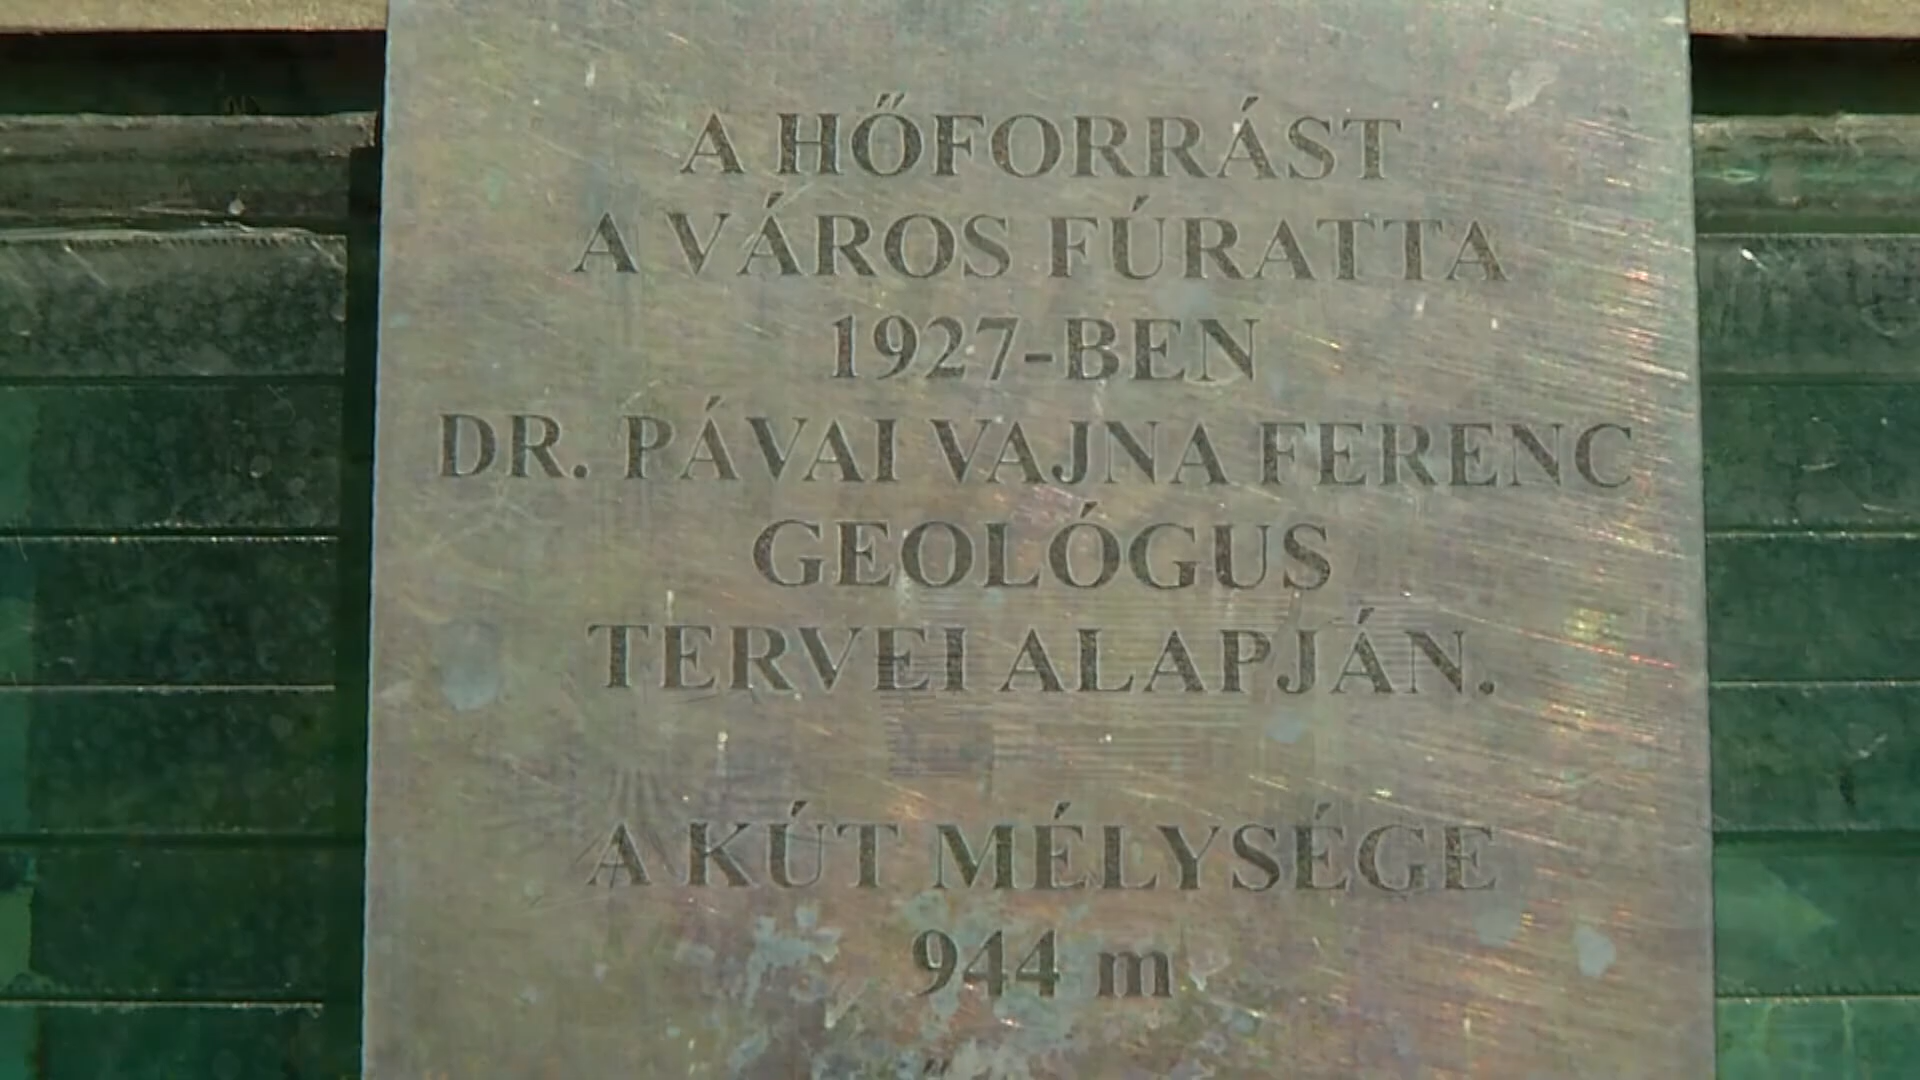 A HŐFORRÁST
A VÁROS FÚRATTA
1927-BEN
DR. PÁVAI VAJNA FERENC
GEOLÓGUS
TERVEI ALAPJÁN.
A KÚT MÉLYSÉGE
944 m